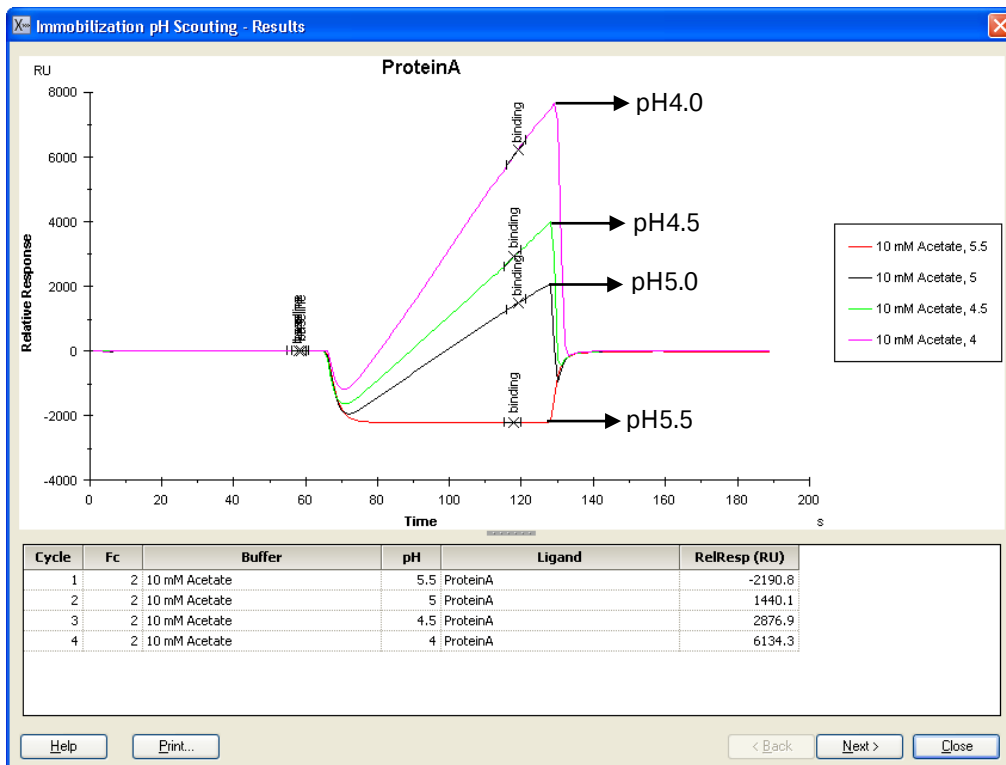 Immobilization pH Scouting - Results
ProteinA
RU
8000
6000
4000
2000
0
-2000
-4000
Relative Response
0 20 40 60 80 100 120 140 160 180 200
Time
s
baseline
binding
binding
binding
binding
pH4.0
pH4.5
pH5.0
pH5.5
10 mM Acetate, 5.5
10 mM Acetate, 5
10 mM Acetate, 4.5
10 mM Acetate, 4
Cycle Fc Buffer pH Ligand RelResp (RU)
1 2 10 mM Acetate 5.5 ProteinA -2190.8
2 2 10 mM Acetate 5 ProteinA 1440.1
3 2 10 mM Acetate 4.5 ProteinA 2876.9
4 2 10 mM Acetate 4 ProteinA 6134.3
Help Print... < Back Next > Close